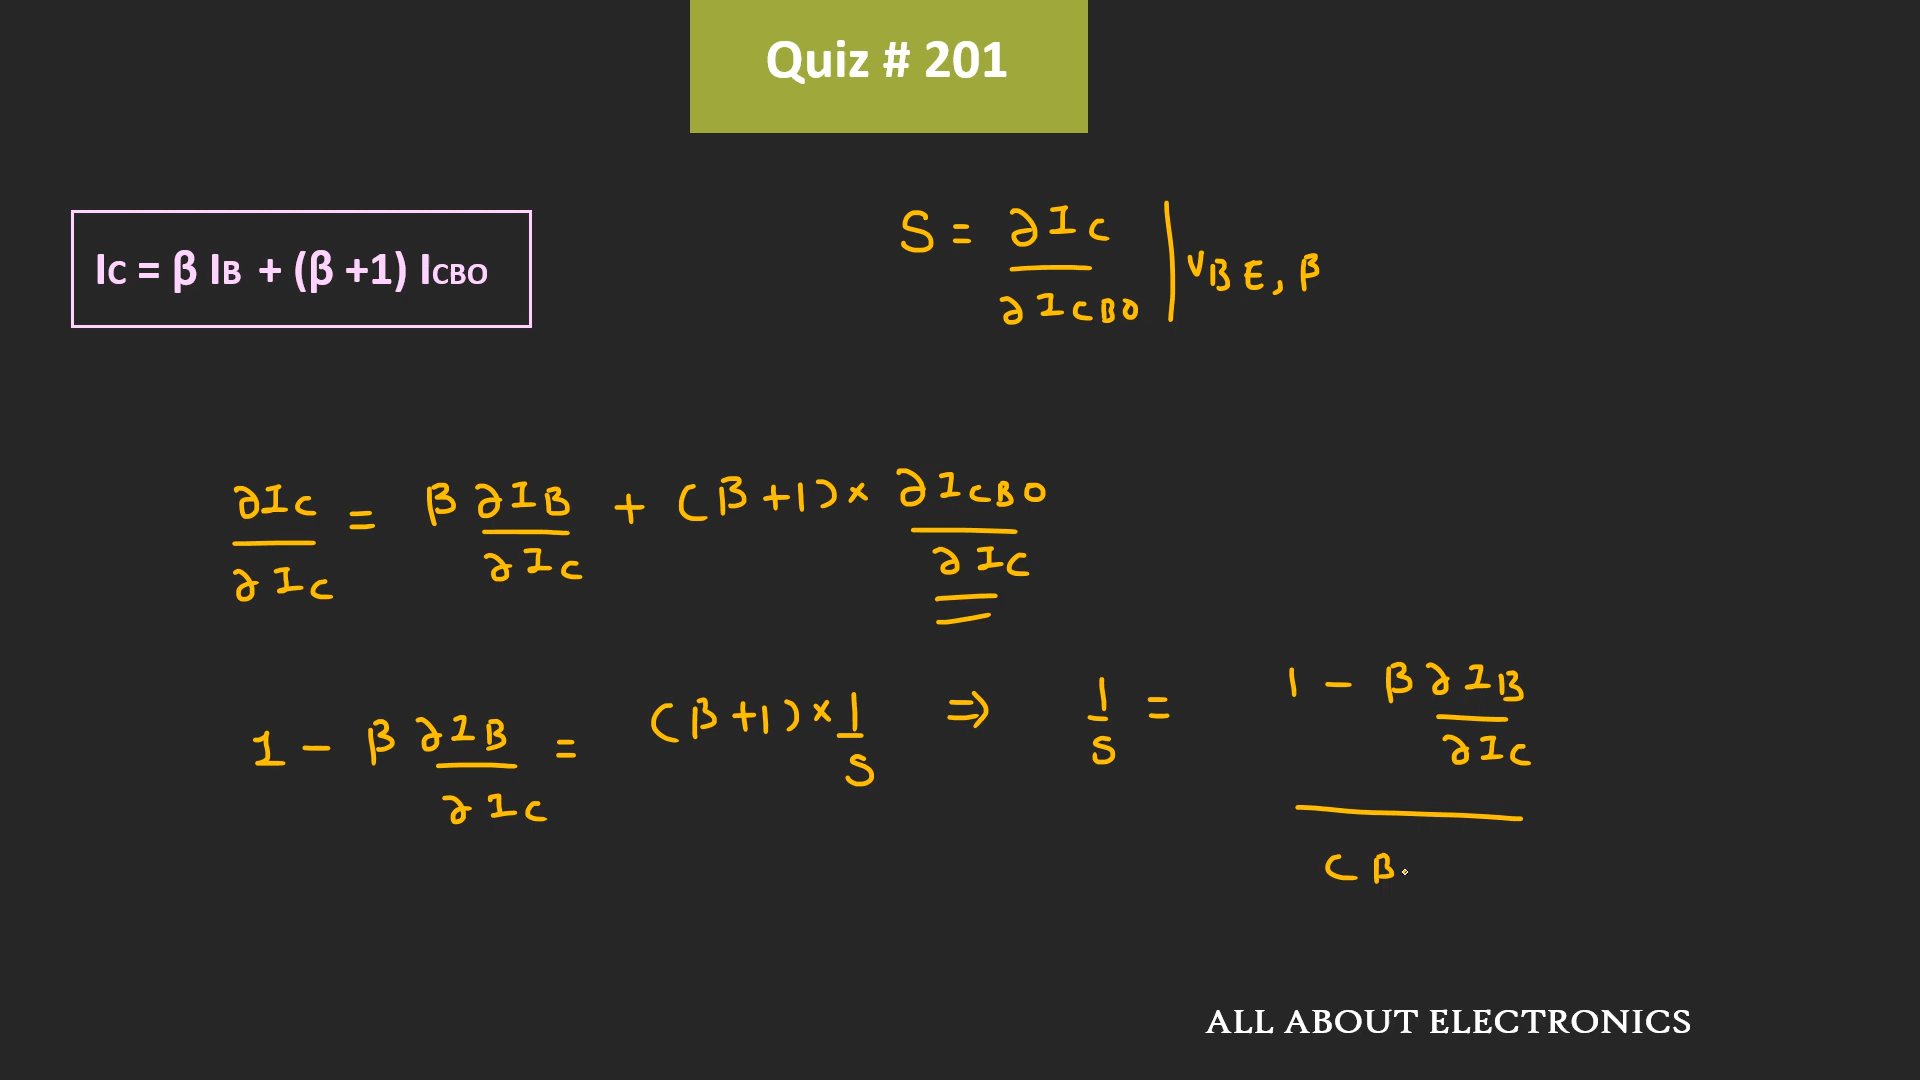 Quiz # 201
IC = β IB + (β +1) ICBO
S = ∂IC / ∂ICBO | VBE, β
∂IC / ∂IC = β ∂IB / ∂IC + (β+1) × ∂ICBO / ∂IC
1 - β ∂IB / ∂IC = (β+1) × 1 / S ⇒ 1 / S = 1 - β ∂IB / ∂IC
( β
ALL ABOUT ELECTRONICS